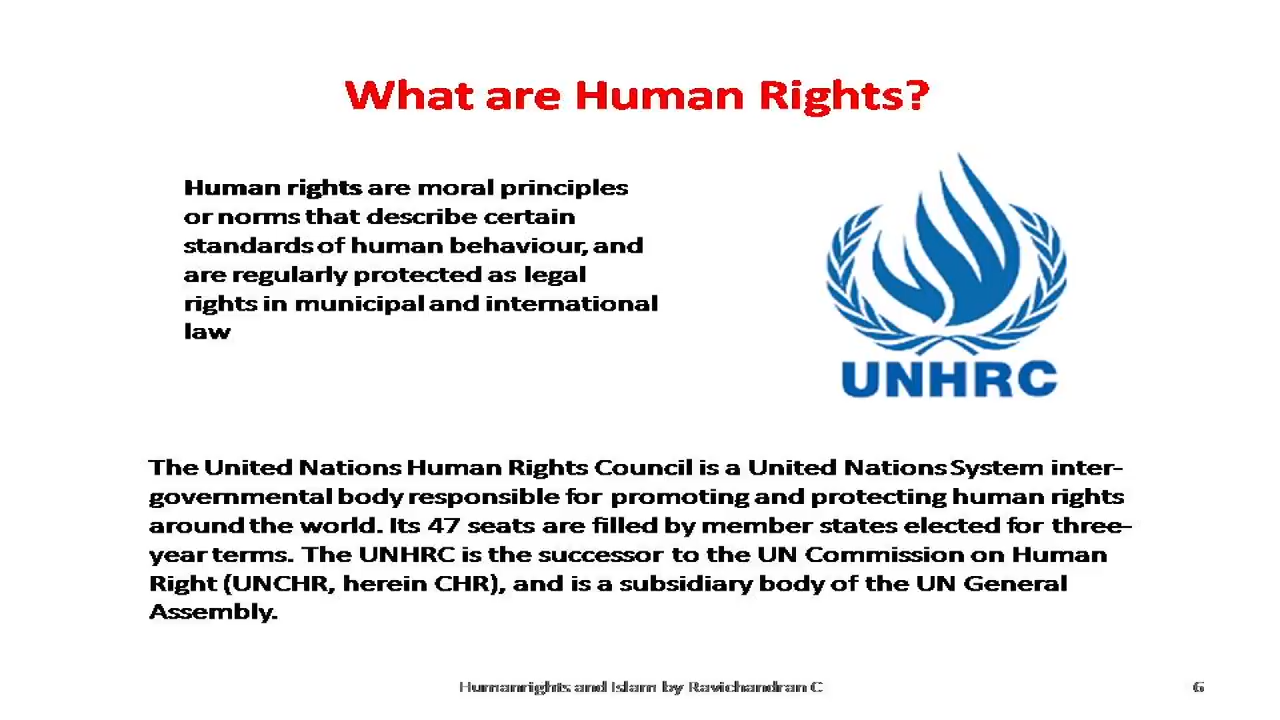 What are Human Rights?
Human rights are moral principles
or norms that describe certain
standards of human behaviour, and
are regularly protected as legal
rights in municipal and international
law
UNHRC
The United Nations Human Rights Council is a United Nations System inter-
governmental body responsible for promoting and protecting human rights
around the world. Its 47 seats are filled by member states elected for three-
year terms. The UNHRC is the successor to the UN Commission on Human
Right (UNCHR, herein CHR), and is a subsidiary body of the UN General
Assembly.
Humanrights and Islam by Ravichandran C
6